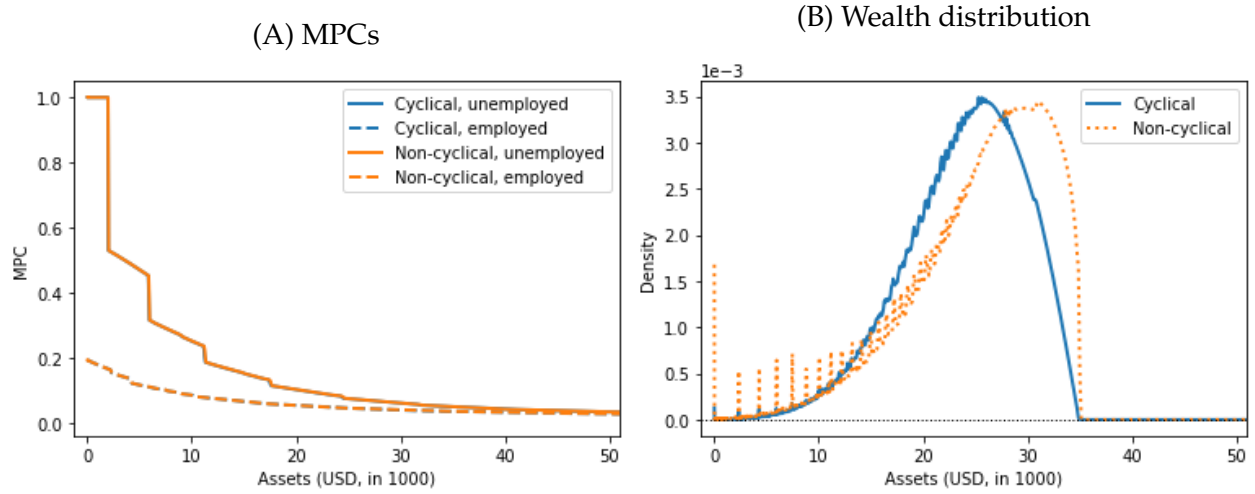 (A) MPCs
1.0
0.8
0.6
0.4
0.2
0.0
MPC
0
10
20
30
40
50
Assets (USD, in 1000)
Cyclical, unemployed
Cyclical, employed
Non-cyclical, unemployed
Non-cyclical, employed
(B) Wealth distribution
1e−3
3.5
3.0
2.5
2.0
1.5
1.0
0.5
0.0
Density
0
10
20
30
40
50
Assets (USD, in 1000)
Cyclical
Non-cyclical